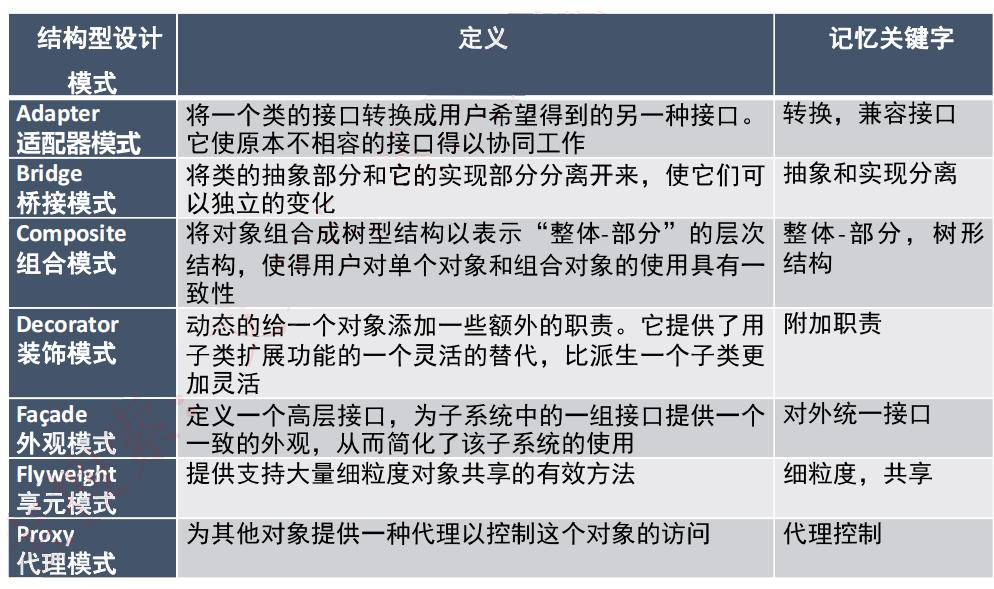 结构型设计 定义 记忆关键字
模式
Adapter
适配器模式
将一个类的接口转换成用户希望得到的另一种接口。
它使原本不相容的接口得以协同工作
转换，兼容接口
Bridge
桥接模式
将类的抽象部分和它的实现部分分离开来，使它们可
以独立的变化
抽象和实现分离
Composite
组合模式
将对象组合成树型结构以表示“整体-部分”的层次
结构，使得用户对单个对象和组合对象的使用具有一
致性
整体-部分，树形
结构
Decorator
装饰模式
动态的给一个对象添加一些额外的职责。它提供了用
子类扩展功能的一个灵活的替代，比派生一个子类更
加灵活
附加职责
Façade
外观模式
定义一个高层接口，为子系统中的一组接口提供一个
一致的外观，从而简化了该子系统的使用
对外统一接口
Flyweight
享元模式
提供支持大量细粒度对象共享的有效方法
细粒度，共享
Proxy
代理模式
为其他对象提供一种代理以控制这个对象的访问
代理控制